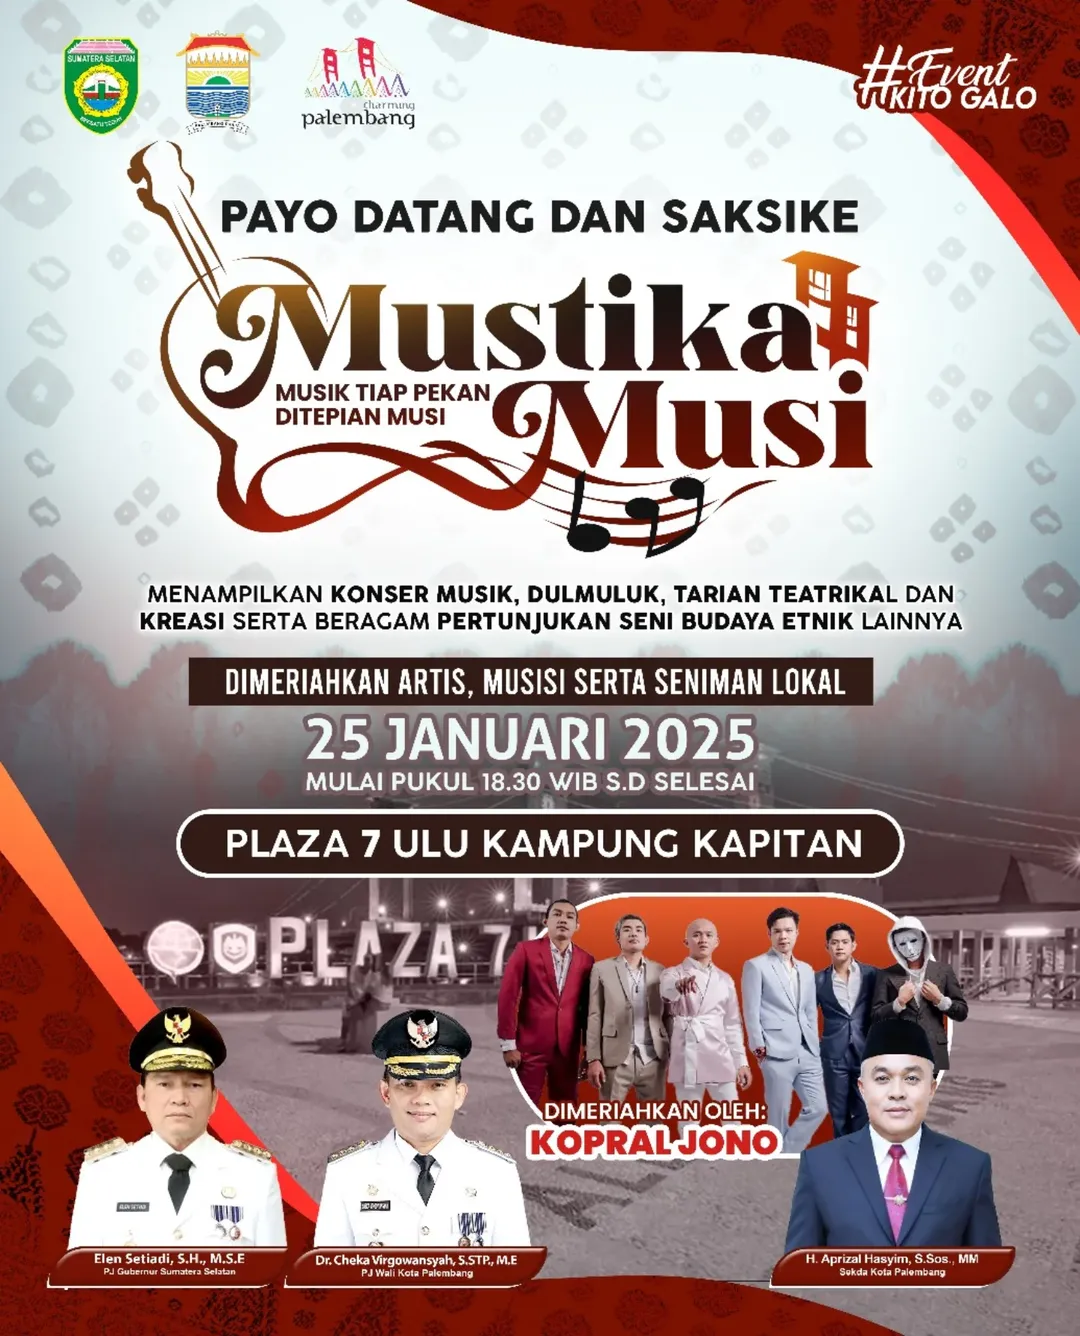 SUMATERA SELATAN
#Event
KITO GALO
charming
palembang
PAYO DATANG DAN SAKSIKE
Mustika
MUSIK TIAP PEKAN
DITEPIAN MUSI
Musi
MENAMPILKAN KONSER MUSIK, DULMULUK, TARIAN TEATRIKAL DAN
KREASI SERTA BERAGAM PERTUNJUKAN SENI BUDAYA ETNIK LAINNYA
DIMERIAHKAN ARTIS, MUSISI SERTA SENIMAN LOKAL
25 JANUARI 2025
MULAI PUKUL 18.30 WIB S.D SELESAI
PLAZA 7 ULU KAMPUNG KAPITAN
PLAZA 7
DIMERIAHKAN OLEH:
KOPRAL JONO
ELEN SETIADI
Elen Setiadi, S.H., M.S.E
PJ Gubernur Sumatera Selatan
Dr. Cheka Virgowansyah, S.STP., M.E
PJ Wali Kota Palembang
H. Aprizal Hasyim, S.Sos., MM
Sekda Kota Palembang